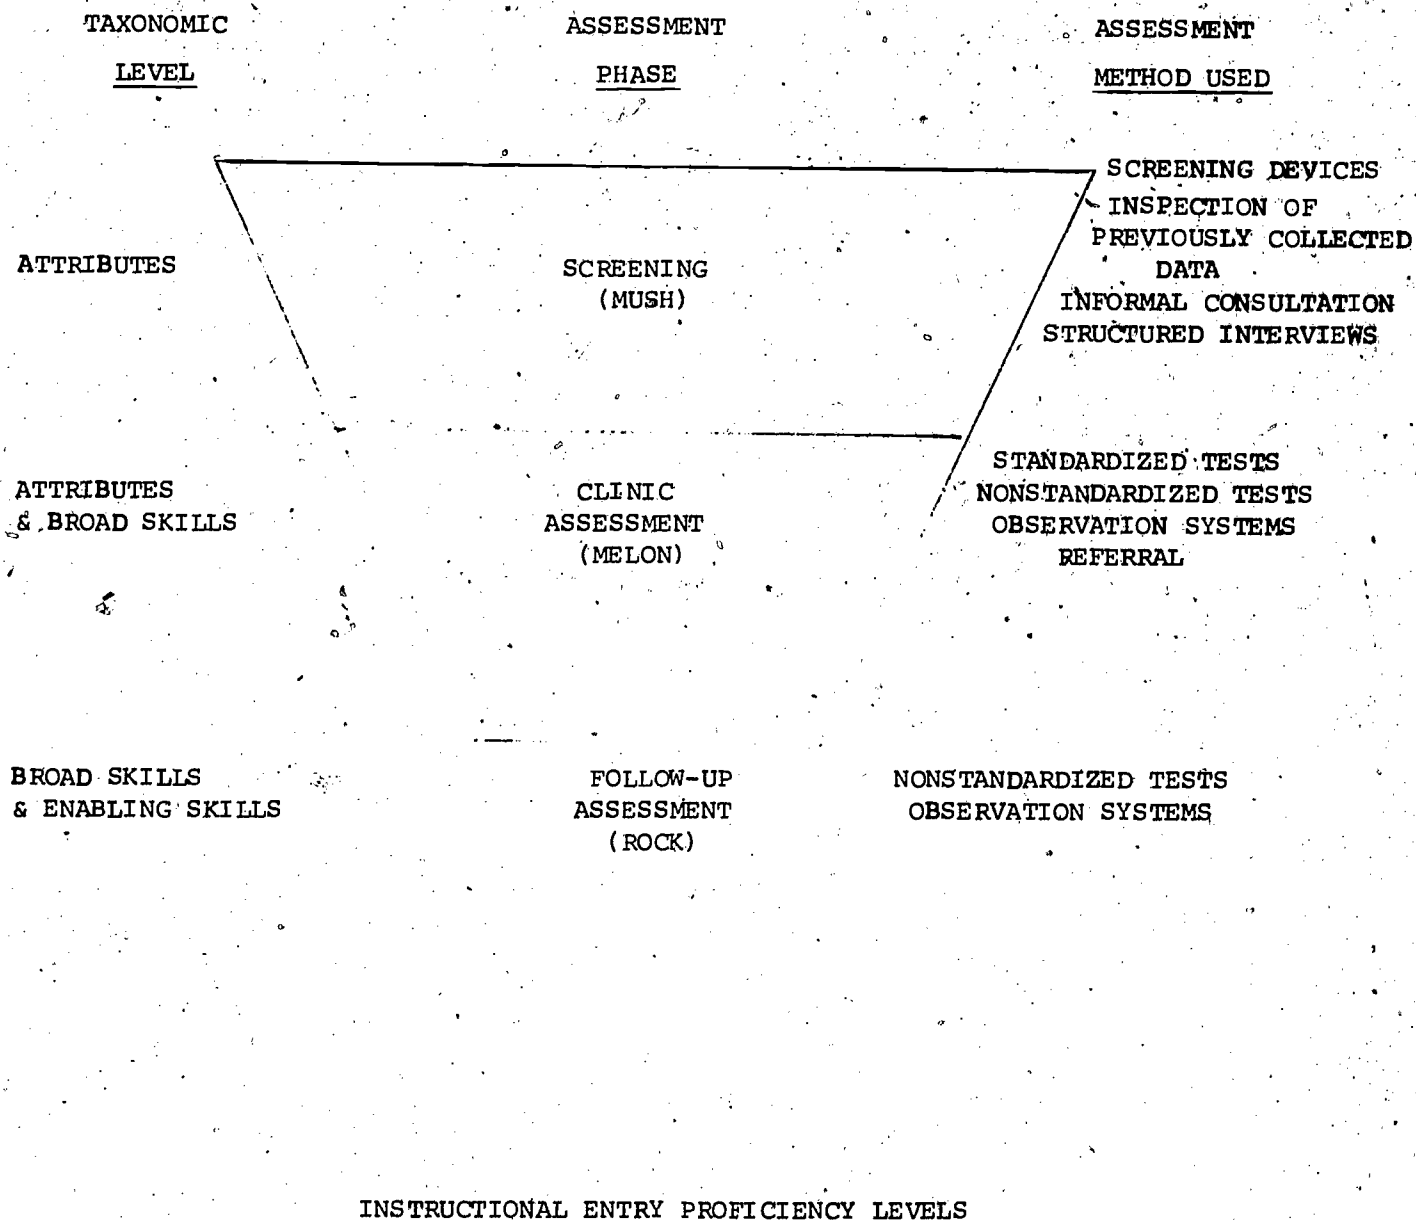 TAXONOMIC
LEVEL
ASSESSMENT
PHASE
ASSESSMENT
METHOD USED
ATTRIBUTES
SCREENING
(MUSH)
SCREENING DEVICES
INSPECTION OF
PREVIOUSLY COLLECTED
DATA
INFORMAL CONSULTATION
STRUCTURED INTERVIEWS
ATTRIBUTES
& BROAD SKILLS
CLINIC
ASSESSMENT
(MELON)
STANDARDIZED TESTS
NONSTANDARDIZED TESTS
OBSERVATION SYSTEMS
REFERRAL
BROAD SKILLS
& ENABLING SKILLS
FOLLOW-UP
ASSESSMENT
(ROCK)
NONSTANDARDIZED TESTS
OBSERVATION SYSTEMS
INSTRUCTIONAL ENTRY PROFICIENCY LEVELS